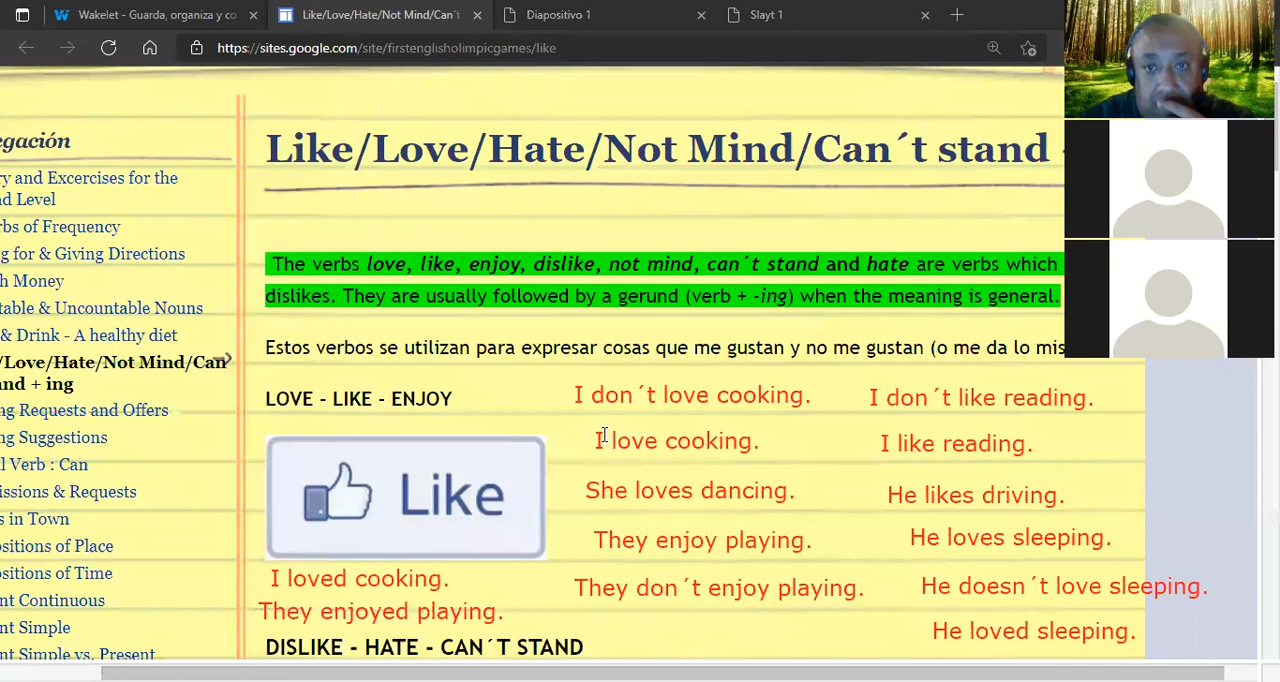 Wakelet - Guarda, organiza y co
Like/Love/Hate/Not Mind/Can´t
Diapositivo 1
Slayt 1
https://sites.google.com/site/firstenglisholimpicgames/like
egación
ry and Excercises for the
nd Level
rbs of Frequency
ng for & Giving Directions
th Money
table & Uncountable Nouns
& Drink - A healthy diet
/Love/Hate/Not Mind/Can
and + ing
ng Requests and Offers
ng Suggestions
al Verb : Can
issions & Requests
s in Town
ositions of Place
ositions of Time
ent Continuous
ent Simple
ent Simple vs. Present
Like/Love/Hate/Not Mind/Can´t stand
The verbs love, like, enjoy, dislike, not mind, can´t stand and hate are verbs which
dislikes. They are usually followed by a gerund (verb + -ing) when the meaning is general.
Estos verbos se utilizan para expresar cosas que me gustan y no me gustan (o me da lo mis
LOVE - LIKE - ENJOY
I don´t love cooking.
I don´t like reading.
I love cooking.
I like reading.
Like
She loves dancing.
He likes driving.
They enjoy playing.
He loves sleeping.
I loved cooking.
They don´t enjoy playing.
He doesn´t love sleeping.
They enjoyed playing.
He loved sleeping.
DISLIKE - HATE - CAN´T STAND